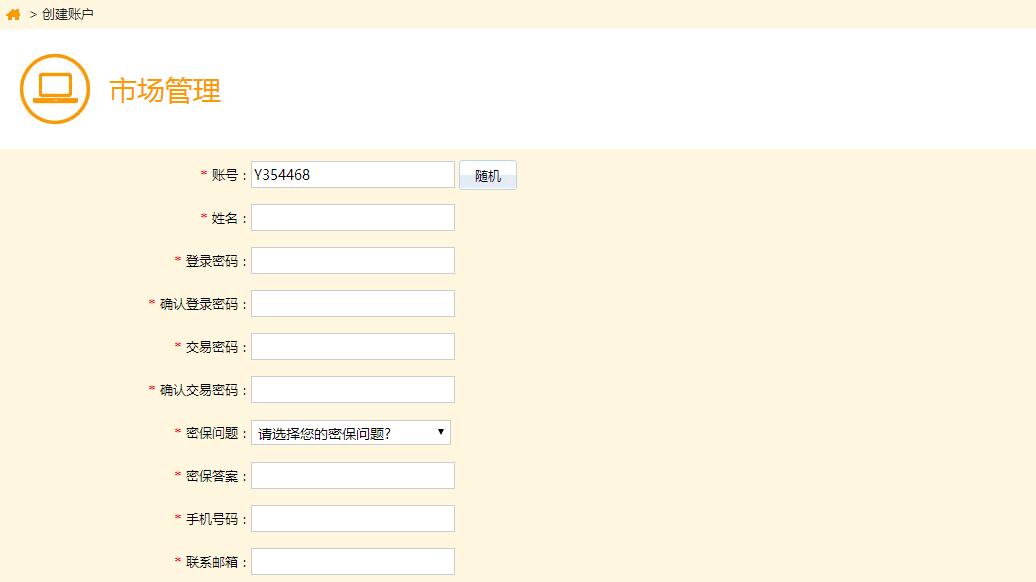 > 创建账户
市场管理
* 账号： Y354468 随机
* 姓名：
* 登录密码：
* 确认登录密码：
* 交易密码：
* 确认交易密码：
* 密保问题： 请选择您的密保问题?
* 密保答案：
* 手机号码：
* 联系邮箱：